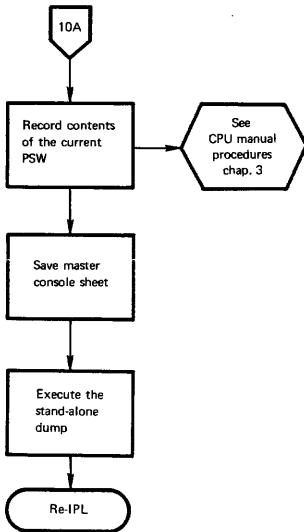 10A
Record contents
of the current
PSW
See
CPU manual
procedures
chap. 3
Save master
console sheet
Execute the
stand-alone
dump
Re-IPL